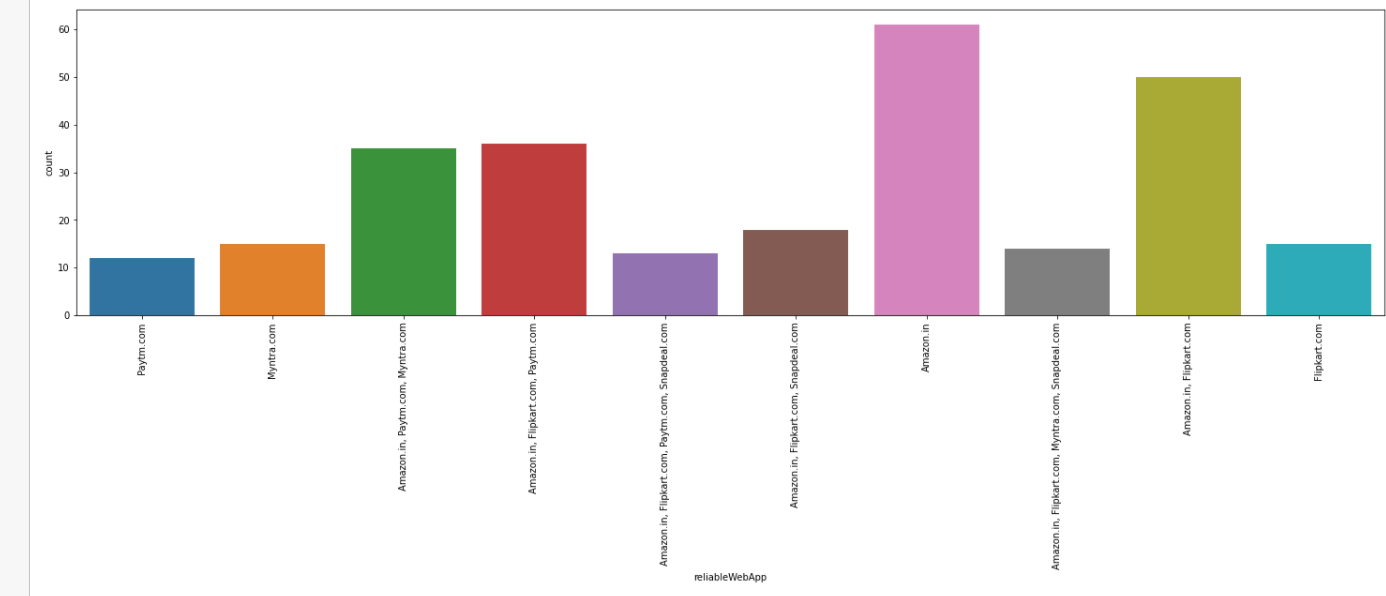 60
50
40
30
20
10
0
count
Paytm.com
Myntra.com
Amazon.in, Paytm.com, Myntra.com
Amazon.in, Flipkart.com, Paytm.com
Amazon.in, Flipkart.com, Paytm.com, Snapdeal.com
Amazon.in, Flipkart.com, Snapdeal.com
Amazon.in
Amazon.in, Flipkart.com, Myntra.com, Snapdeal.com
Amazon.in, Flipkart.com
Flipkart.com
reliableWebApp